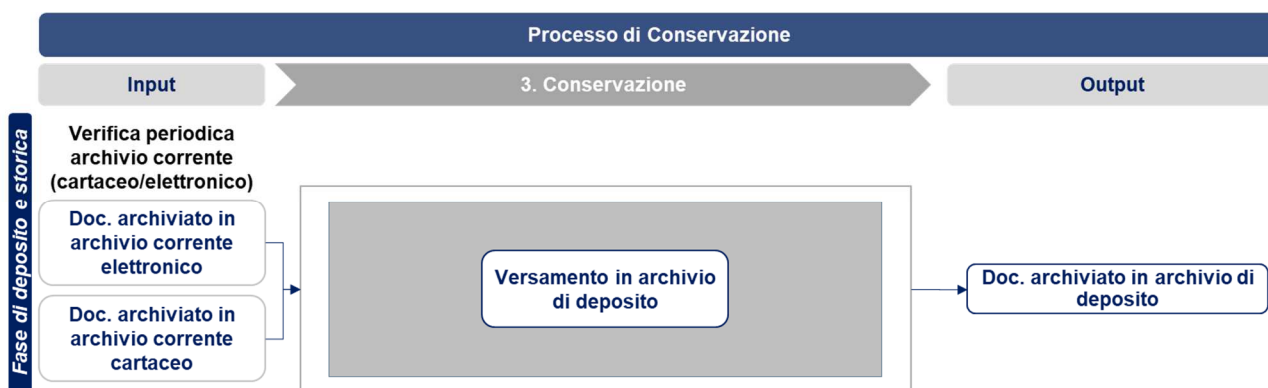 Processo di Conservazione
Input
3. Conservazione
Output
Fase di deposito e storica
Verifica periodica
archivio corrente
(cartaceo/elettronico)
Doc. archiviato in
archivio corrente
elettronico
Doc. archiviato in
archivio corrente
cartaceo
Versamento in archivio
di deposito
Doc. archiviato in archivio di
deposito